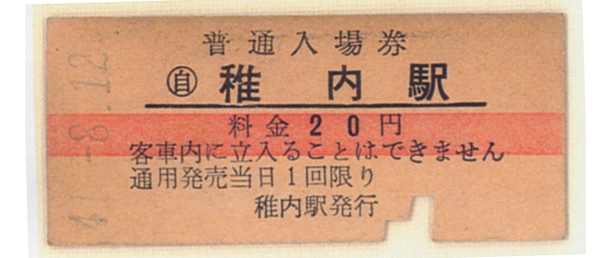 普通入場券
㊀自 稚内駅
料金20円
客車内に立入ることはできません
通用発売当日1回限り
稚内駅発行
41.-8.12